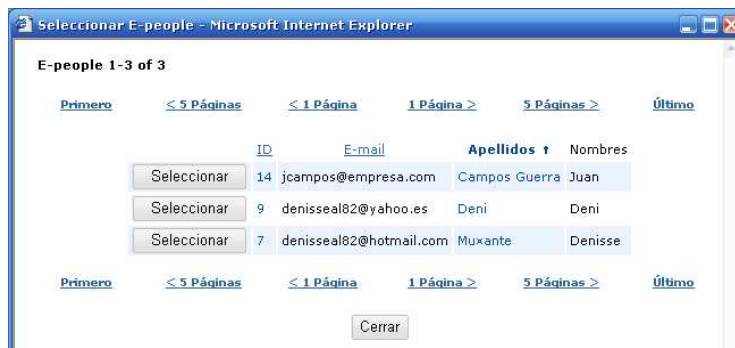 Seleccionar E-people - Microsoft Internet Explorer
E-people 1-3 of 3
Primero < 5 Páginas < 1 Página 1 Página > 5 Páginas > Último
ID E-mail Apellidos ↑ Nombres
Seleccionar 14 jcampos@empresa.com Campos Guerra Juan
Seleccionar 9 denisseal82@yahoo.es Deni Deni
Seleccionar 7 denisseal82@hotmail.com Muxante Denisse
Primero < 5 Páginas < 1 Página 1 Página > 5 Páginas > Último
Cerrar